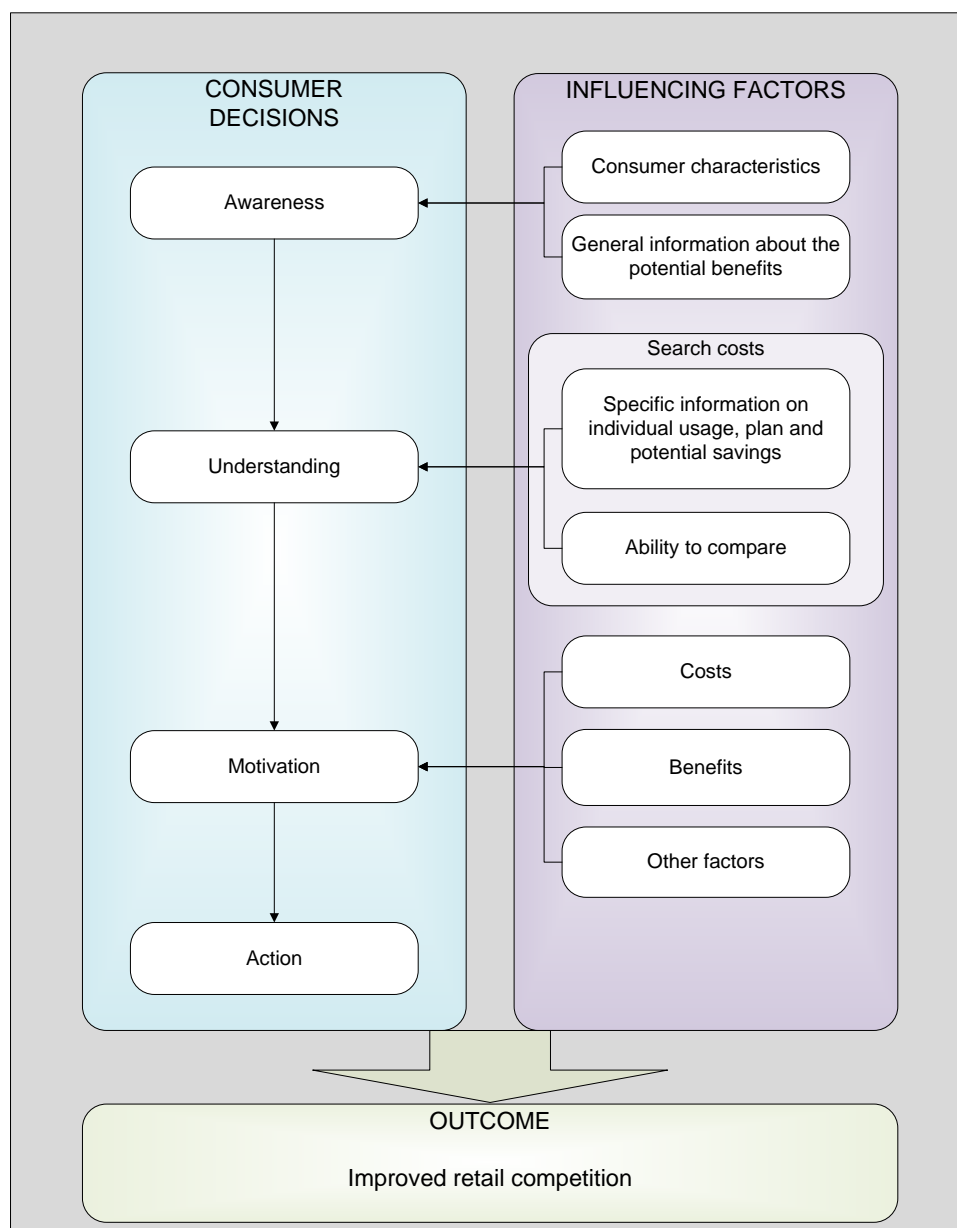 CONSUMER
DECISIONS
Awareness
Understanding
Motivation
Action
INFLUENCING FACTORS
Consumer characteristics
General information about the
potential benefits
Search costs
Specific information on
individual usage, plan and
potential savings
Ability to compare
Costs
Benefits
Other factors
OUTCOME
Improved retail competition